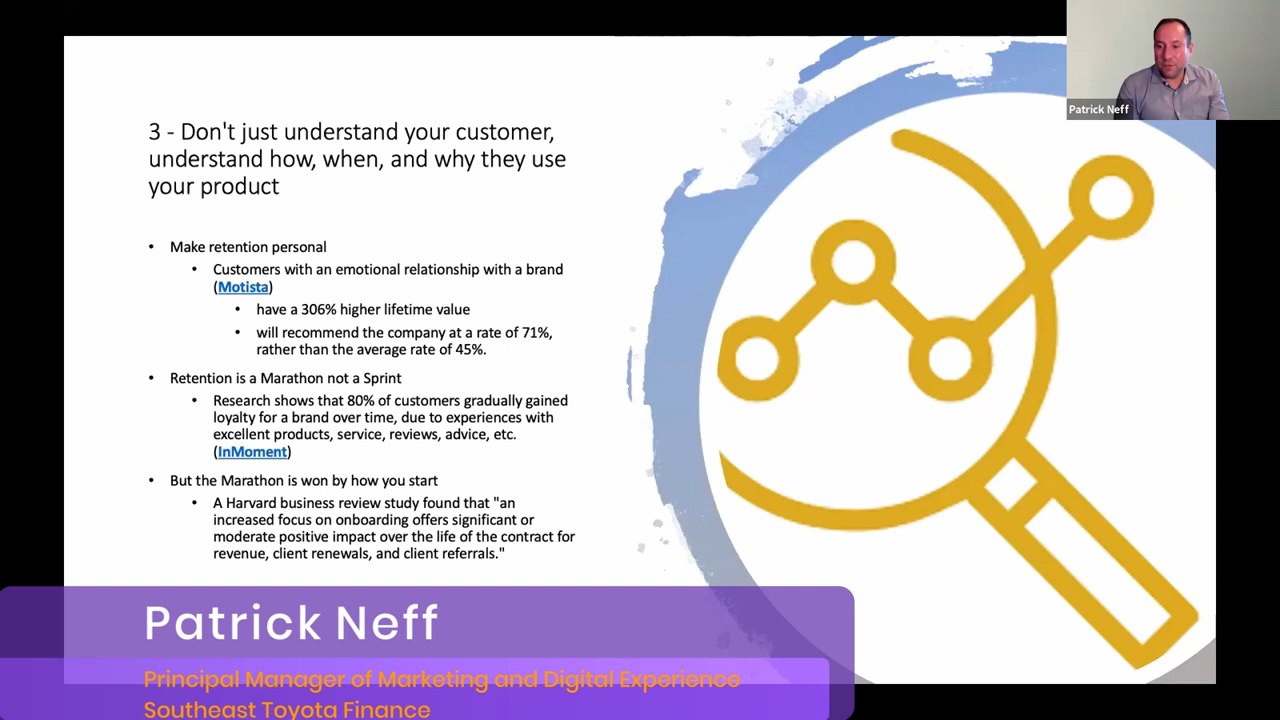 Patrick Neff
3 - Don't just understand your customer,
understand how, when, and why they use
your product
• Make retention personal
• Customers with an emotional relationship with a brand
(Motista)
• have a 306% higher lifetime value
• will recommend the company at a rate of 71%,
rather than the average rate of 45%.
• Retention is a Marathon not a Sprint
• Research shows that 80% of customers gradually gained
loyalty for a brand over time, due to experiences with
excellent products, service, reviews, advice, etc.
(InMoment)
• But the Marathon is won by how you start
• A Harvard business review study found that "an
increased focus on onboarding offers significant or
moderate positive impact over the life of the contract for
revenue, client renewals, and client referrals."
Patrick Neff
Principal Manager of Marketing and Digital Experience
Southeast Toyota Finance